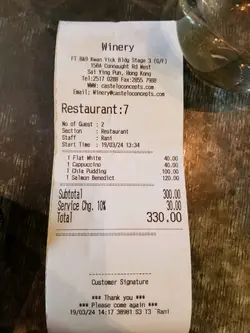 Winery
FT 8&9 Kwan Yick Bldg Stage 3 (G/F)
158A Connaught Rd West
Sai Ying Pun, Hong Kong
Tel:2517 0288 Fax:2855 7988
www.casteloconcepts.com
Email: Winery@casteloconcepts.com
Restaurant:7
No of Guest : 2
Section : Restaurant
Staff : Rani
Start Time : 19/03/24 13:34
1 Flat White 40.00
1 Cappuccino 40.00
1 Chia Pudding 100.00
1 Salmon Benedict 120.00
Subtotal 300.00
Service Chg. 10% 30.00
Total 330.00
Customer Signature
*** Thank you ***
*** Please come again ***
19/03/24 14:17 38981 S3 T3 Rani